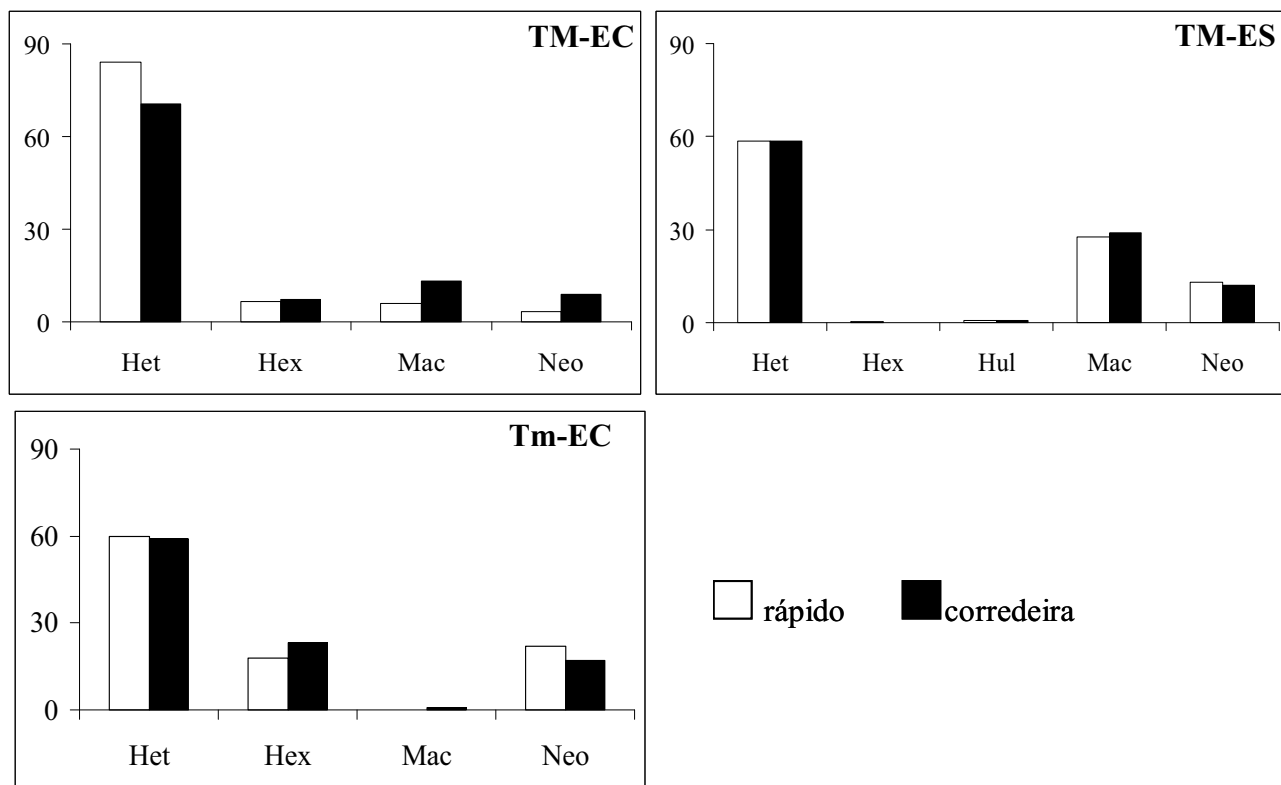 TM-EC
90
60
30
0
Het Hex Mac Neo
TM-ES
90
60
30
0
Het Hex Hul Mac Neo
Tm-EC
90
60
30
0
Het Hex Mac Neo
rápido corredeira